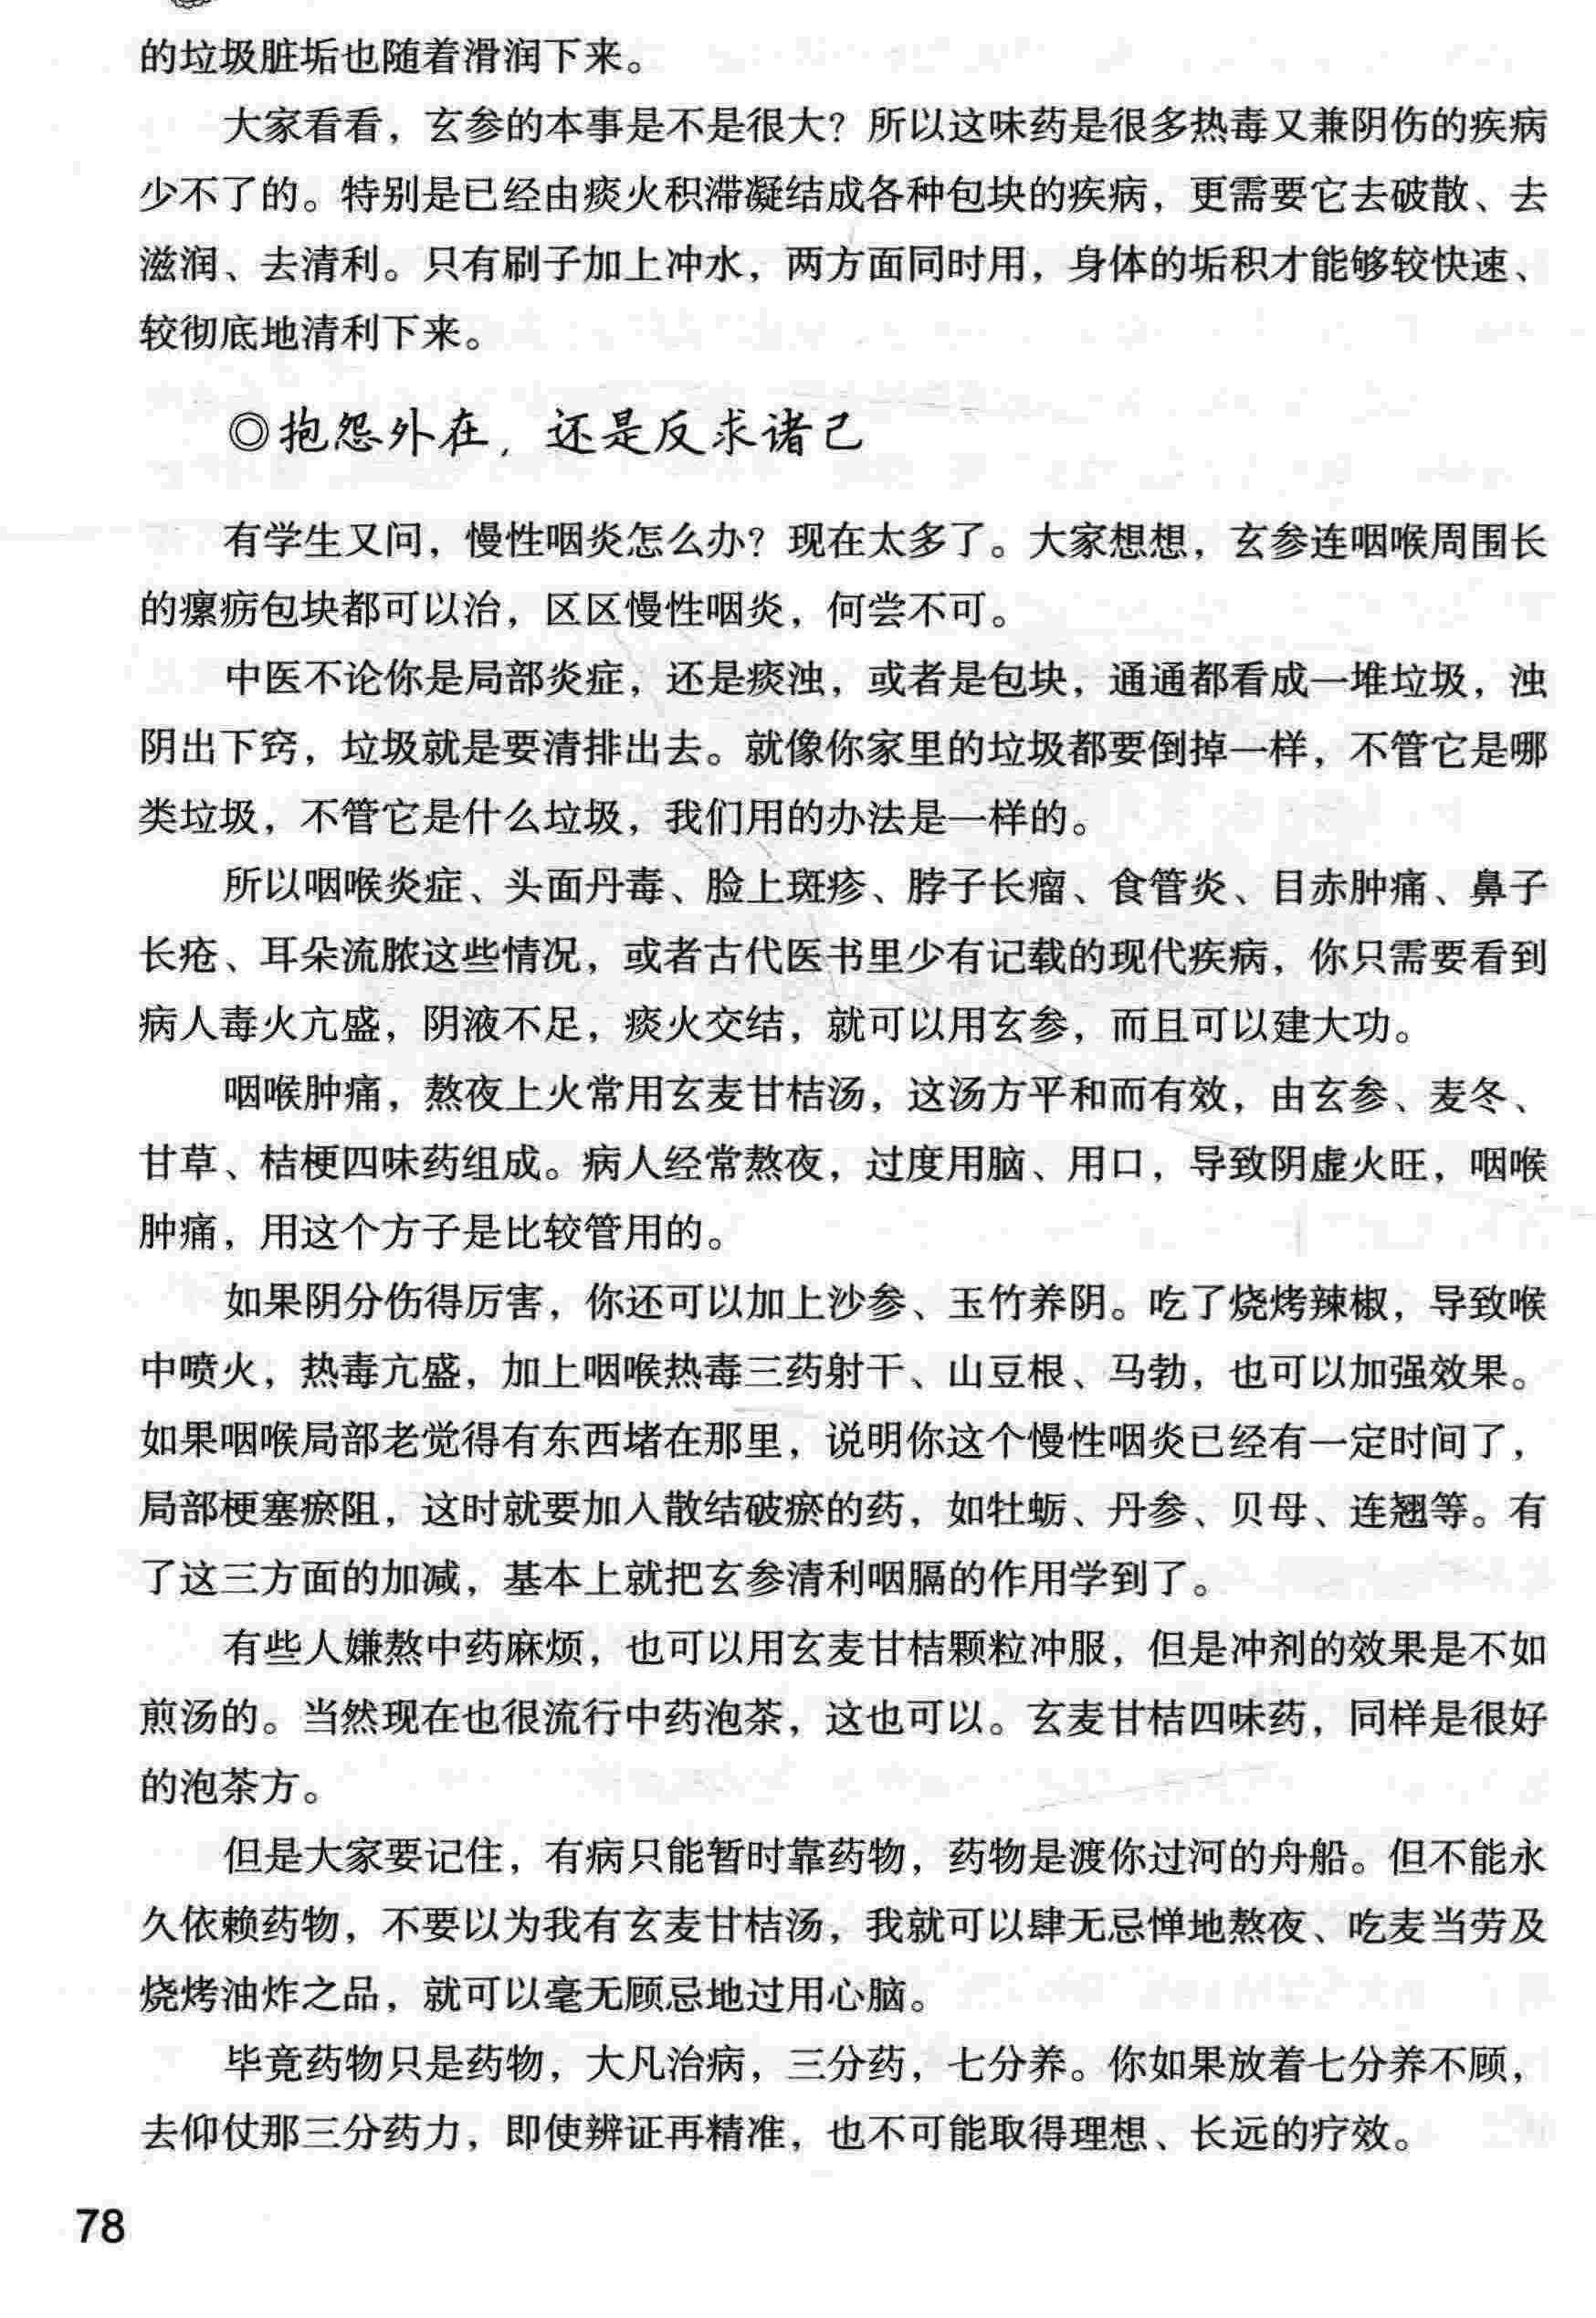 的垃圾脏垢也随着滑润下来。
大家看看，玄参的本事是不是很大？所以这味药是很多热毒又兼阴伤的疾病
少不了的。特别是已经由痰火积滞凝结成各种包块的疾病，更需要它去破散、去
滋润、去清利。只有刷子加上冲水，两方面同时用，身体的垢积才能够较快速、
较彻底地清利下来。
◎抱怨外在，还是反求诸己
有学生又问，慢性咽炎怎么办？现在太多了。大家想想，玄参连咽喉周围长
的瘰疬包块都可以治，区区慢性咽炎，何尝不可。
中医不论你是局部炎症，还是痰浊，或者是包块，通通都看成一堆垃圾，浊
阴出下窍，垃圾就是要清排出去。就像你家里的垃圾都要倒掉一样，不管它是哪
类垃圾，不管它是什么垃圾，我们用的办法是一样的。
所以咽喉炎症、头面丹毒、脸上斑疹、脖子长瘤、食管炎、目赤肿痛、鼻子
长疮、耳朵流脓这些情况，或者古代医书里少有记载的现代疾病，你只需要看到
病人毒火亢盛，阴液不足，痰火交结，就可以用玄参，而且可以建大功。
咽喉肿痛，熬夜上火常用玄麦甘桔汤，这汤方平和而有效，由玄参、麦冬、
甘草、桔梗四味药组成。病人经常熬夜，过度用脑、用口，导致阴虚火旺，咽喉
肿痛，用这个方子是比较管用的。
如果阴分伤得厉害，你还可以加上沙参、玉竹养阴。吃了烧烤辣椒，导致喉
中喷火，热毒亢盛，加上咽喉热毒三药射干、山豆根、马勃，也可以加强效果。
如果咽喉局部老觉得有东西堵在那里，说明你这个慢性咽炎已经有一定时间了，
局部梗塞瘀阻，这时就要加入散结破瘀的药，如牡蛎、丹参、贝母、连翘等。有
了这三方面的加减，基本上就把玄参清利咽膈的作用学到了。
有些人嫌熬中药麻烦，也可以用玄麦甘桔颗粒冲服，但是冲剂的效果是不如
煎汤的。当然现在也很流行中药泡茶，这也可以。玄麦甘桔四味药，同样是很好
的泡茶方。
但是大家要记住，有病只能暂时靠药物，药物是渡你过河的舟船。但不能永
久依赖药物，不要以为我有玄麦甘桔汤，我就可以肆无忌惮地熬夜、吃麦当劳及
烧烤油炸之品，就可以毫无顾忌地过用心脑。
毕竟药物只是药物，大凡治病，三分药，七分养。你如果放着七分养不顾，
去仰仗那三分药力，即使辨证再精准，也不可能取得理想、长远的疗效。
78